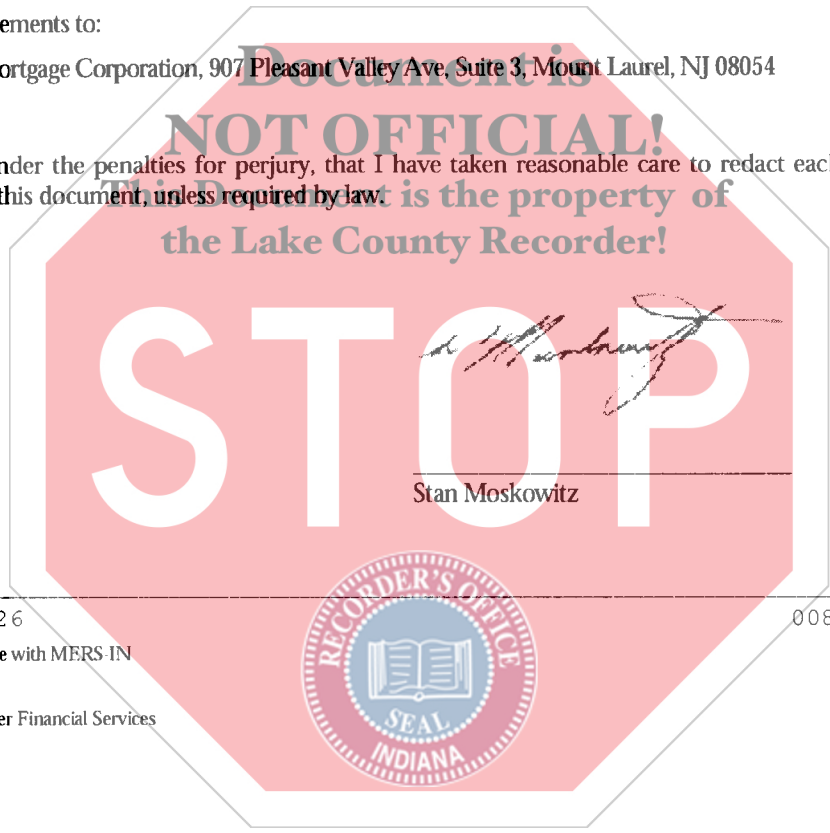 ements to:
Document is
ortgage Corporation, 907 Pleasant Valley Ave, Suite 3, Mount Laurel, NJ 08054
NOT OFFICIAL!
nder the penalties for perjury, that I have taken reasonable care to redact eac
this document, unless required by law.
This Document is the property of
the Lake County Recorder!
STOP
Stan Moskowitz
26
008
e with MERS-IN
er Financial Services
RECORDER'S OFFICE
SEAL
INDIANA